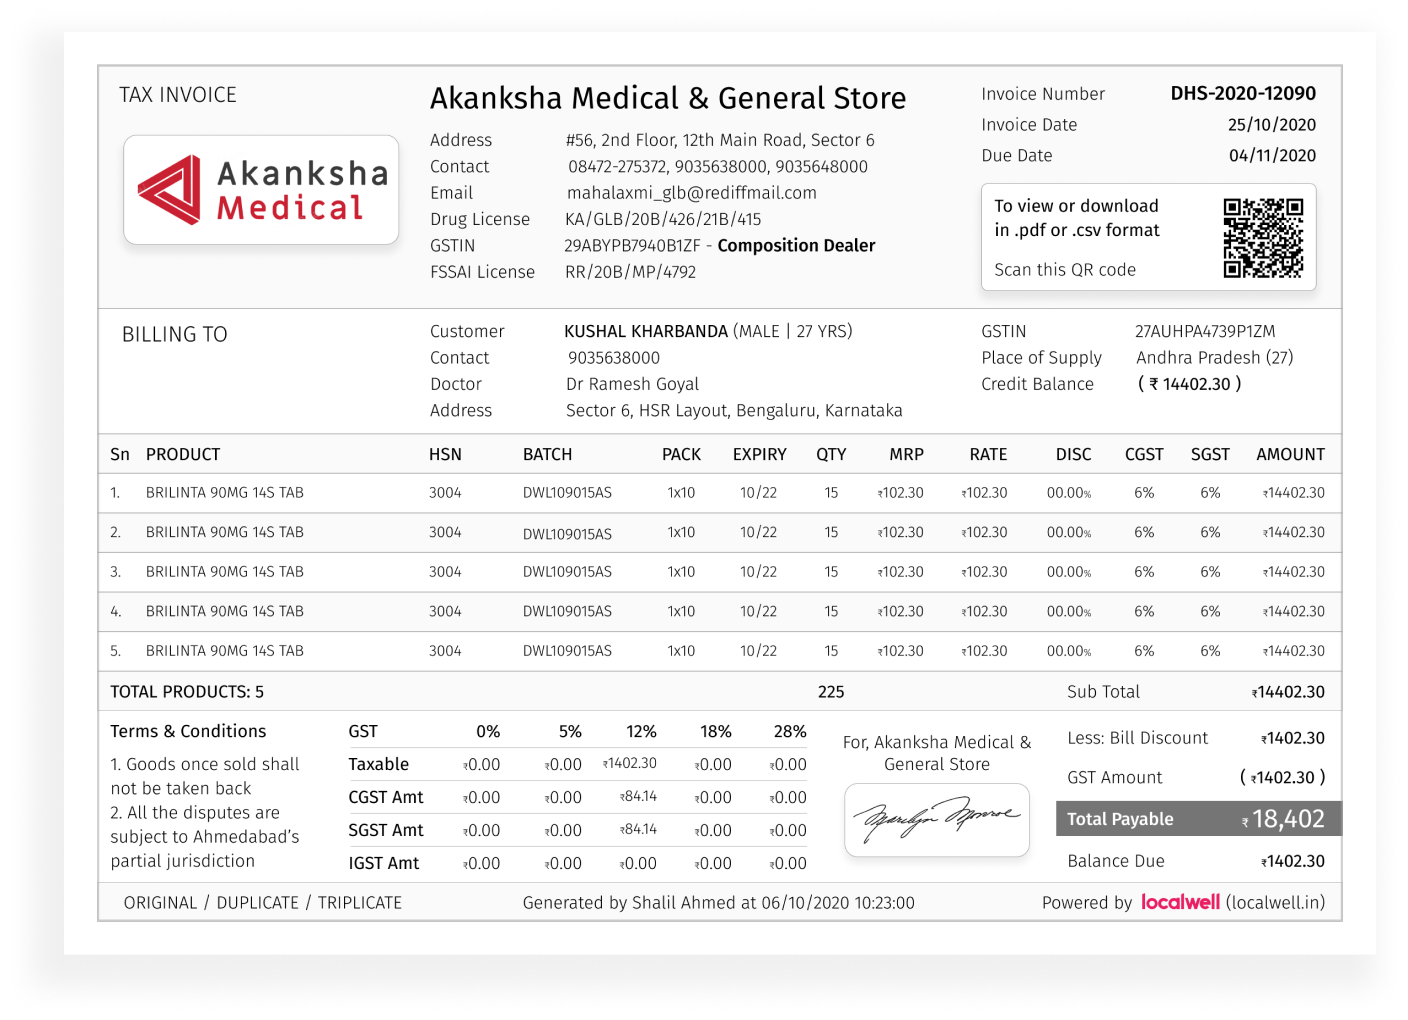 TAX INVOICE
Akanksha
Medical
Akanksha Medical & General Store
Address #56, 2nd Floor, 12th Main Road, Sector 6
Contact 08472-275372, 9035638000, 9035648000
Email mahalaxmi_glb@rediffmail.com
Drug License KA/GLB/20B/426/21B/415
GSTIN 29ABYPB7940B1ZF - Composition Dealer
FSSAI License RR/20B/MP/4792
Invoice Number DHS-2020-12090
Invoice Date 25/10/2020
Due Date 04/11/2020
To view or download
in .pdf or .csv format
Scan this QR code
BILLING TO
Customer KUSHAL KHARBANDA (MALE | 27 YRS)
Contact 9035638000
Doctor Dr Ramesh Goyal
Address Sector 6, HSR Layout, Bengaluru, Karnataka
GSTIN 27AUHPA4739P1ZM
Place of Supply Andhra Pradesh (27)
Credit Balance ( ₹ 14402.30 )
Sn PRODUCT HSN BATCH PACK EXPIRY QTY MRP RATE DISC CGST SGST AMOUNT
1. BRILINTA 90MG 14S TAB 3004 DWL109015AS 1x10 10/22 15 ₹102.30 ₹102.30 00.00% 6% 6% ₹14402.30
2. BRILINTA 90MG 14S TAB 3004 DWL109015AS 1x10 10/22 15 ₹102.30 ₹102.30 00.00% 6% 6% ₹14402.30
3. BRILINTA 90MG 14S TAB 3004 DWL109015AS 1x10 10/22 15 ₹102.30 ₹102.30 00.00% 6% 6% ₹14402.30
4. BRILINTA 90MG 14S TAB 3004 DWL109015AS 1x10 10/22 15 ₹102.30 ₹102.30 00.00% 6% 6% ₹14402.30
5. BRILINTA 90MG 14S TAB 3004 DWL109015AS 1x10 10/22 15 ₹102.30 ₹102.30 00.00% 6% 6% ₹14402.30
TOTAL PRODUCTS: 5 225 Sub Total ₹14402.30
Terms & Conditions
1. Goods once sold shall
not be taken back
2. All the disputes are
subject to Ahmedabad's
partial jurisdiction
GST 0% 5% 12% 18% 28%
Taxable ₹0.00 ₹0.00 ₹1402.30 ₹0.00 ₹0.00
CGST Amt ₹0.00 ₹0.00 ₹84.14 ₹0.00 ₹0.00
SGST Amt ₹0.00 ₹0.00 ₹84.14 ₹0.00 ₹0.00
IGST Amt ₹0.00 ₹0.00 ₹0.00 ₹0.00 ₹0.00
For, Akanksha Medical &
General Store
Marilyn Monroe
Less: Bill Discount ₹1402.30
GST Amount ( ₹1402.30 )
Total Payable ₹ 18,402
Balance Due ₹1402.30
ORIGINAL / DUPLICATE / TRIPLICATE
Generated by Shalil Ahmed at 06/10/2020 10:23:00
Powered by localwell (localwell.in)